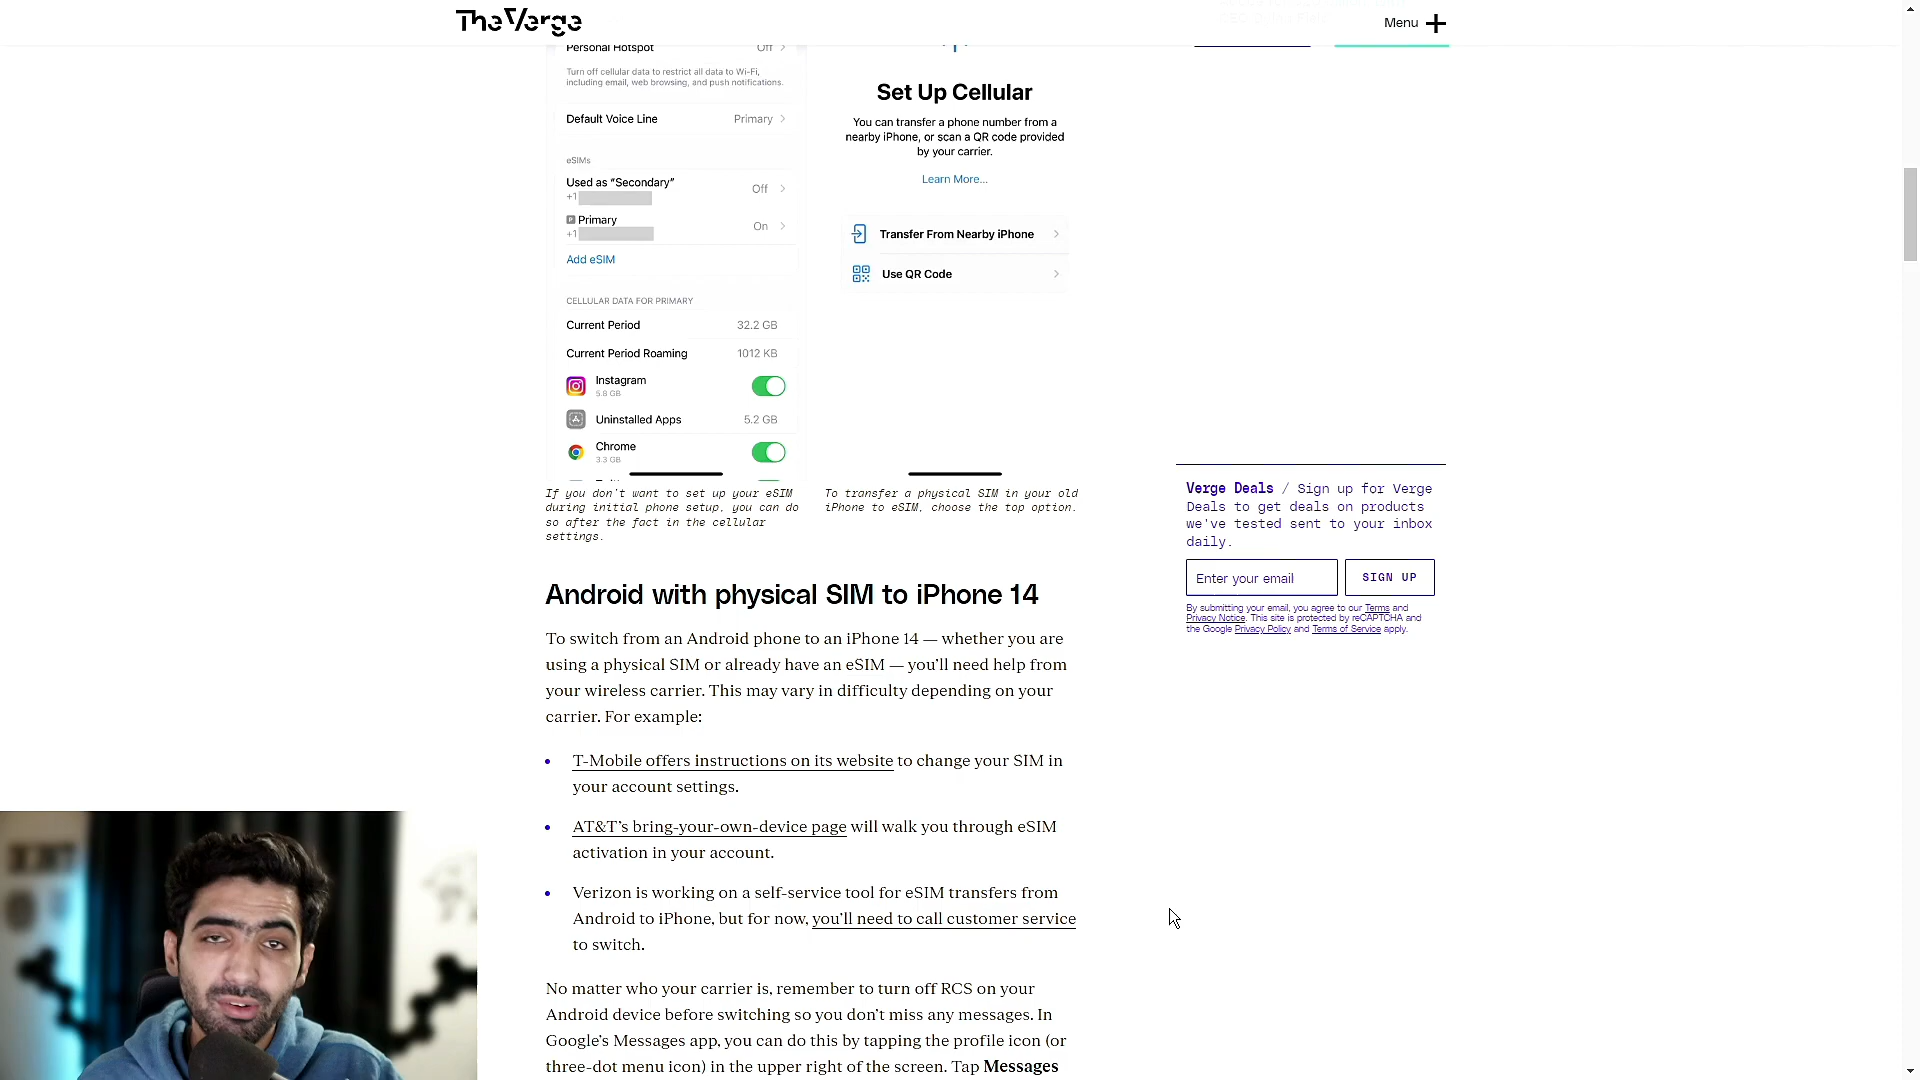 The Verge
Menu
Personal Hotspot
Off
Turn off cellular data to restrict all data to Wi-Fi,
including email, web browsing, and push notifications.
Default Voice Line
Primary
eSIMs
Used as “Secondary”
+1
Off
P Primary
+1
On
Add eSIM
CELLULAR DATA FOR PRIMARY
Current Period
32.2 GB
Current Period Roaming
1012 KB
Instagram
5.8 GB
Uninstalled Apps
5.2 GB
Chrome
3.3 GB
Set Up Cellular
You can transfer a phone number from a
nearby iPhone, or scan a QR code provided
by your carrier.
Learn More...
Transfer From Nearby iPhone
Use QR Code
If you don't want to set up your eSIM
during initial phone setup, you can do
so after the fact in the cellular
settings.
To transfer a physical SIM in your old
iPhone to eSIM, choose the top option.
Android with physical SIM to iPhone 14
To switch from an Android phone to an iPhone 14 — whether you are
using a physical SIM or already have an eSIM — you’ll need help from
your wireless carrier. This may vary in difficulty depending on your
carrier. For example:
• T-Mobile offers instructions on its website to change your SIM in
your account settings.
• AT&T’s bring-your-own-device page will walk you through eSIM
activation in your account.
• Verizon is working on a self-service tool for eSIM transfers from
Android to iPhone, but for now, you’ll need to call customer service
to switch.
No matter who your carrier is, remember to turn off RCS on your
Android device before switching so you don’t miss any messages. In
Google’s Messages app, you can do this by tapping the profile icon (or
three-dot menu icon) in the upper right of the screen. Tap Messages
Verge Deals / Sign up for Verge
Deals to get deals on products
we've tested sent to your inbox
daily.
Enter your email
SIGN UP
By submitting your email, you agree to our Terms and
Privacy Notice. This site is protected by reCAPTCHA and
the Google Privacy Policy and Terms of Service apply.